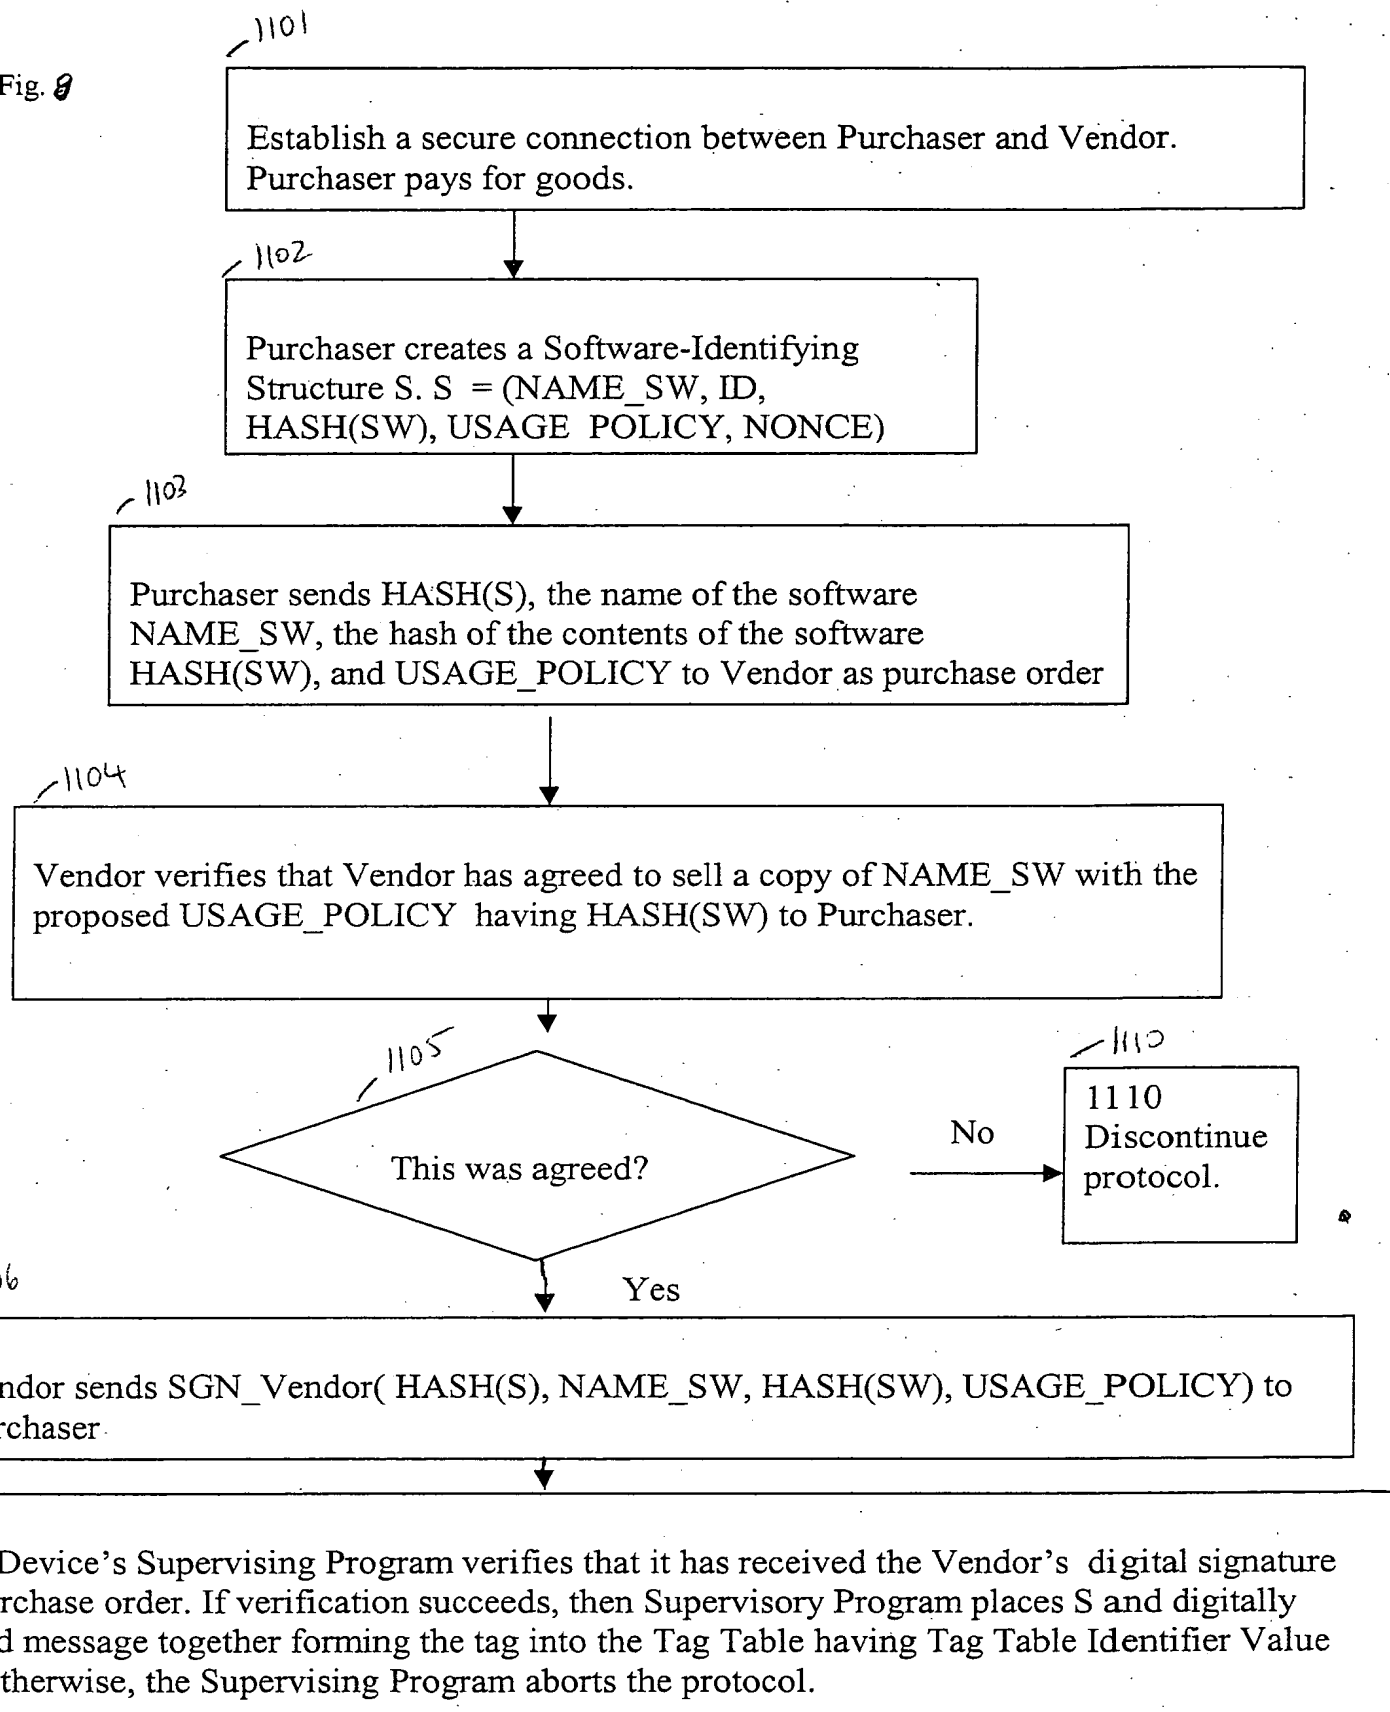 1101
Fig. 8
Establish a secure connection between Purchaser and Vendor.
Purchaser pays for goods.
1102
Purchaser creates a Software-Identifying
Structure S. S = (NAME_SW, ID,
HASH(SW), USAGE POLICY, NONCE)
1103
Purchaser sends HASH(S), the name of the software
NAME_SW, the hash of the contents of the software
HASH(SW), and USAGE_POLICY to Vendor as purchase order
1104
Vendor verifies that Vendor has agreed to sell a copy of NAME_SW with the
proposed USAGE_POLICY having HASH(SW) to Purchaser.
1105
This was agreed?
No
1110
1110
Discontinue
protocol.
06
Yes
ndor sends SGN_Vendor( HASH(S), NAME_SW, HASH(SW), USAGE_POLICY) to
rchaser
Device's Supervising Program verifies that it has received the Vendor's digital signature
rchase order. If verification succeeds, then Supervisory Program places S and digitally
d message together forming the tag into the Tag Table having Tag Table Identifier Value
therwise, the Supervising Program aborts the protocol.